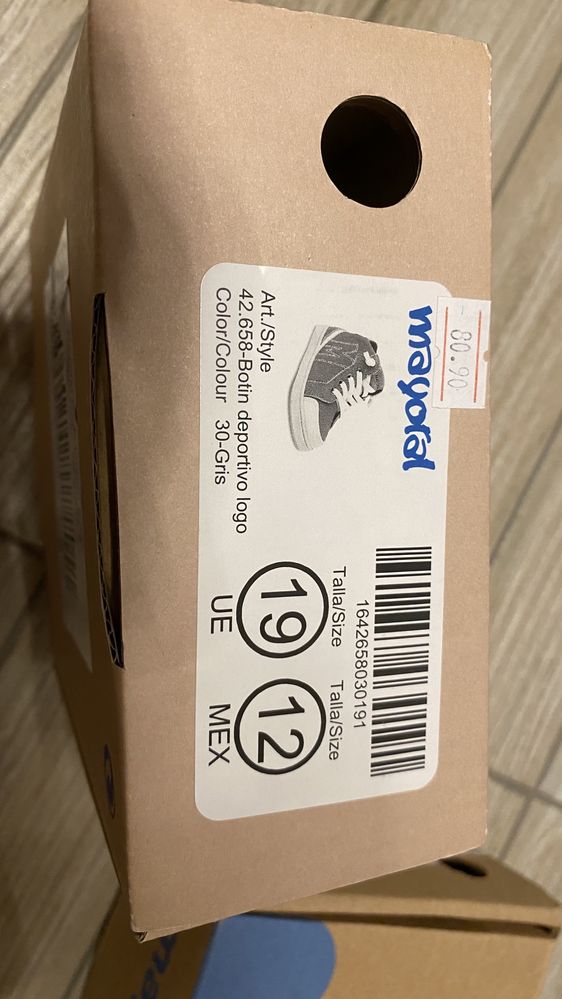 mayoral
80.90
Art./Style
42.658-Botin deportivo logo
Color/Colour 30-Gris
1642658030191
Talla/Size
19
UE
Talla/Size
12
MEX